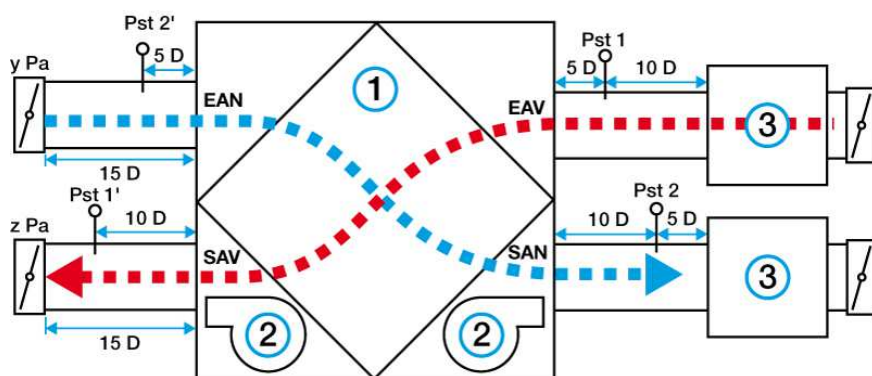 Pst 2'
y Pa
5 D
EAN
15 D
Pst 1'
z Pa
10 D
SAV
15 D
1
2
2
Pst 1
5 D
10 D
EAV
3
Pst 2
10 D
5 D
SAN
3